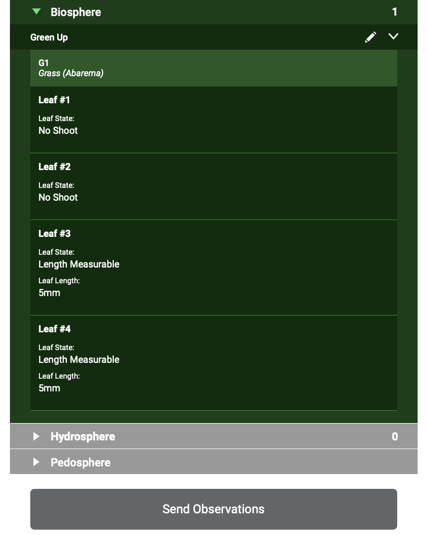 Biosphere 1
Green Up
G1
Grass (Abarema)
Leaf #1
Leaf State:
No Shoot
Leaf #2
Leaf State:
No Shoot
Leaf #3
Leaf State:
Length Measurable
Leaf Length:
5mm
Leaf #4
Leaf State:
Length Measurable
Leaf Length:
5mm
Hydrosphere 0
Pedosphere
Send Observations